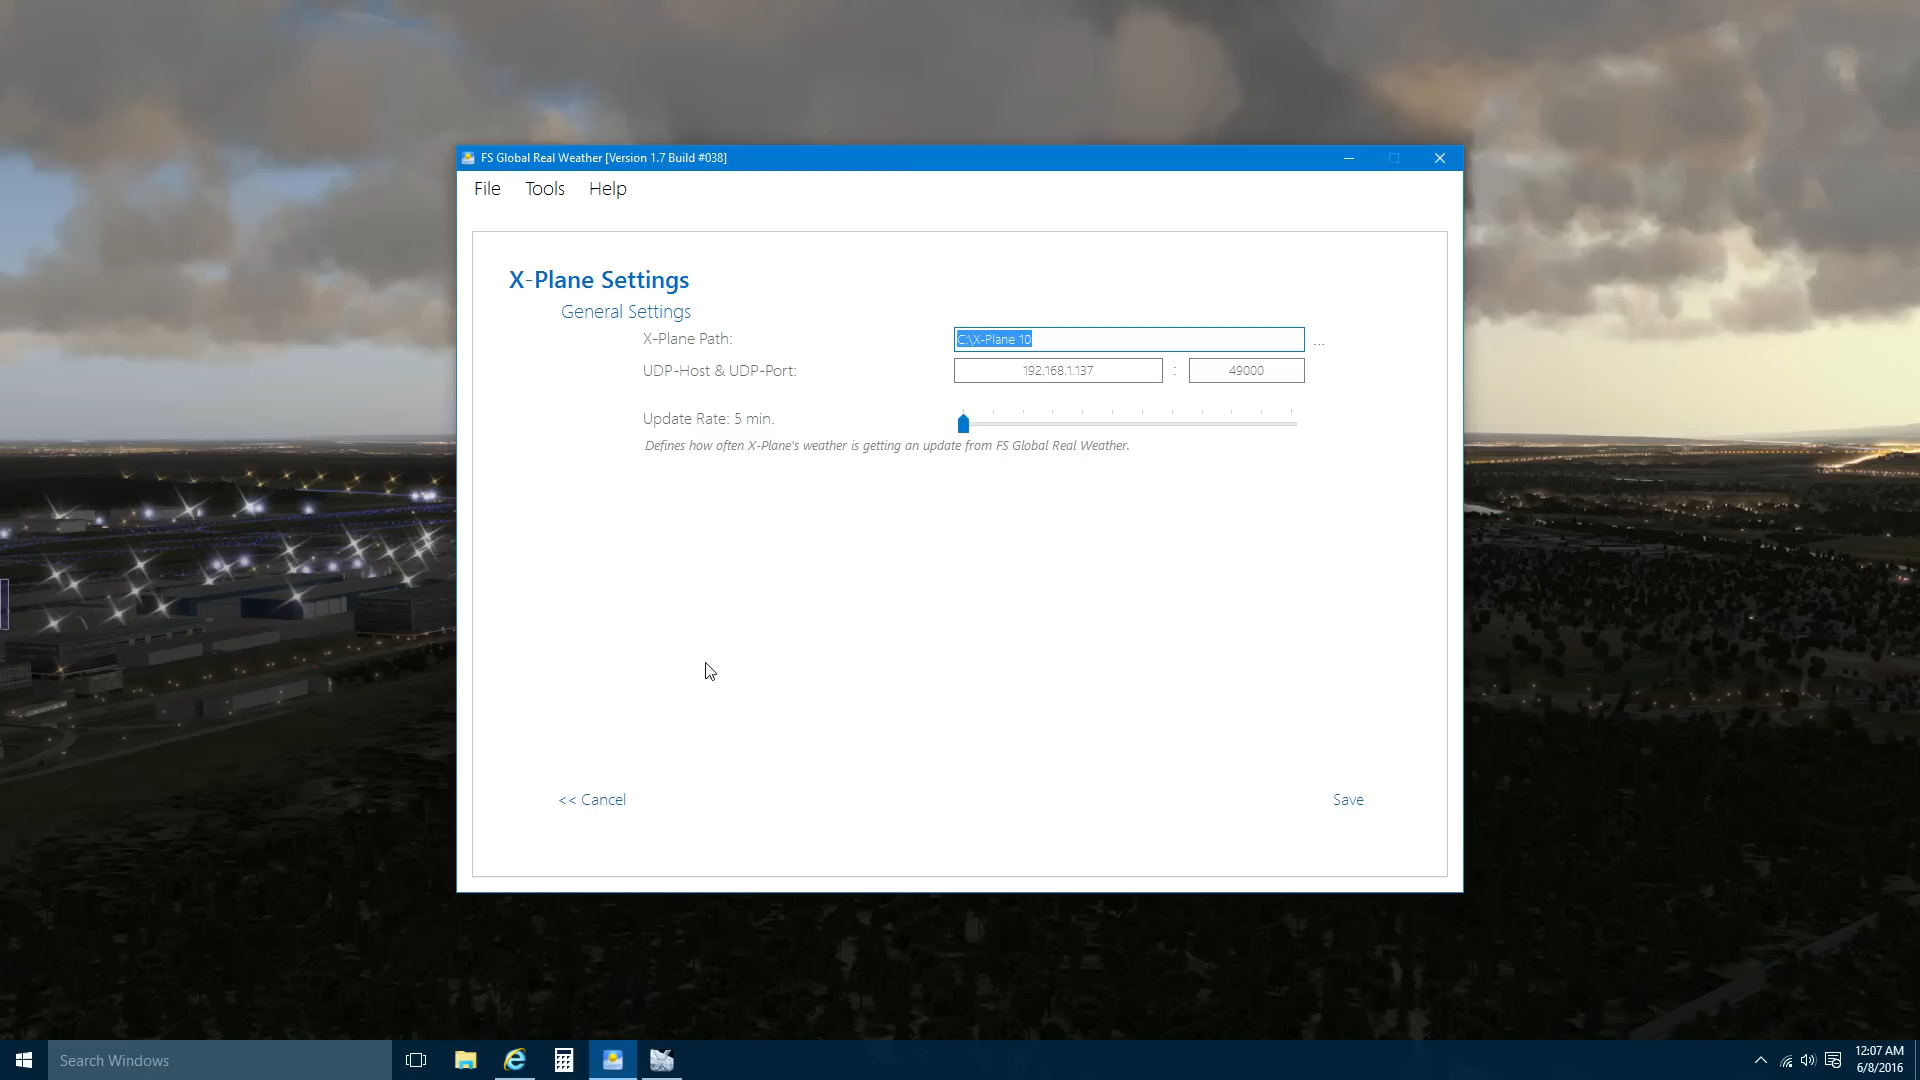 FS Global Real Weather [Version 1.7 Build #038]
File Tools Help
X-Plane Settings
General Settings
X-Plane Path: C:\X-Plane 10 ...
UDP-Host & UDP-Port: 192.168.1.137 : 49000
Update Rate: 5 min.
Defines how often X-Plane's weather is getting an update from FS Global Real Weather.
<< Cancel Save
Search Windows
12:07 AM
6/8/2016